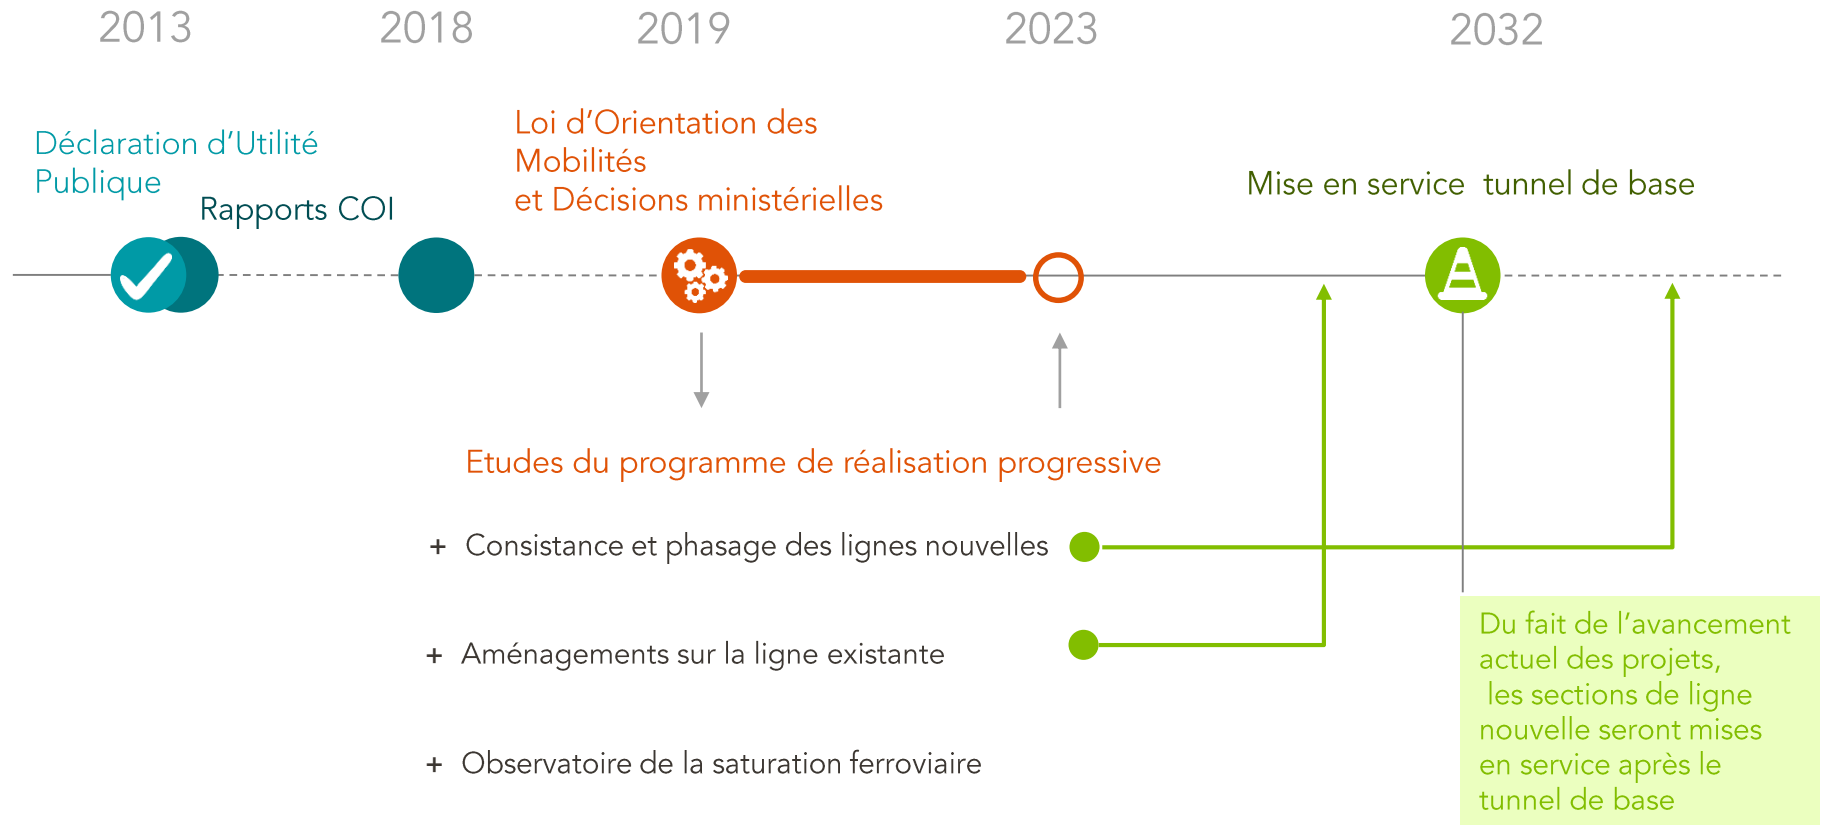 2013
2018
2019
2023
2032
Déclaration d’Utilité
Publique
Rapports COI
Loi d’Orientation des
Mobilités
et Décisions ministérielles
Mise en service tunnel de base
Etudes du programme de réalisation progressive
+ Consistance et phasage des lignes nouvelles
+ Aménagements sur la ligne existante
+ Observatoire de la saturation ferroviaire
Du fait de l’avancement
actuel des projets,
les sections de ligne
nouvelle seront mises
en service après le
tunnel de base